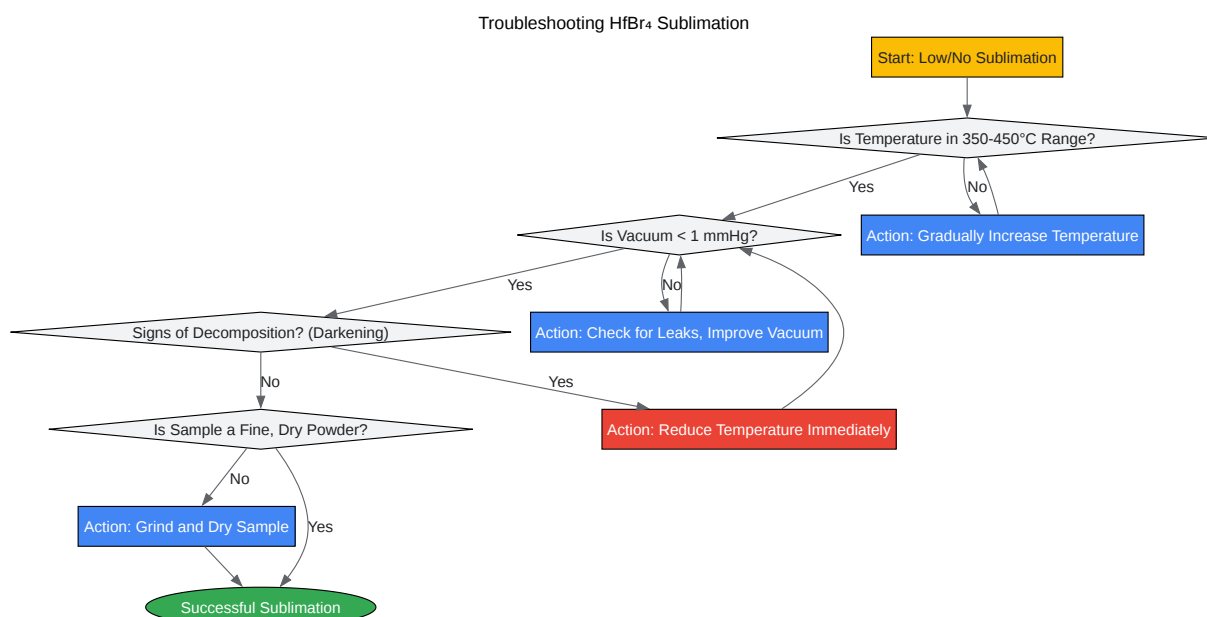 Troubleshooting HfBr₄ Sublimation
Start: Low/No Sublimation
Is Temperature in 350-450°C Range?
Yes
No
Action: Gradually Increase Temperature
Is Vacuum < 1 mmHg?
Yes
No
Action: Check for Leaks, Improve Vacuum
Signs of Decomposition? (Darkening)
No
Yes
Action: Reduce Temperature Immediately
Is Sample a Fine, Dry Powder?
No
Yes
Action: Grind and Dry Sample
Successful Sublimation